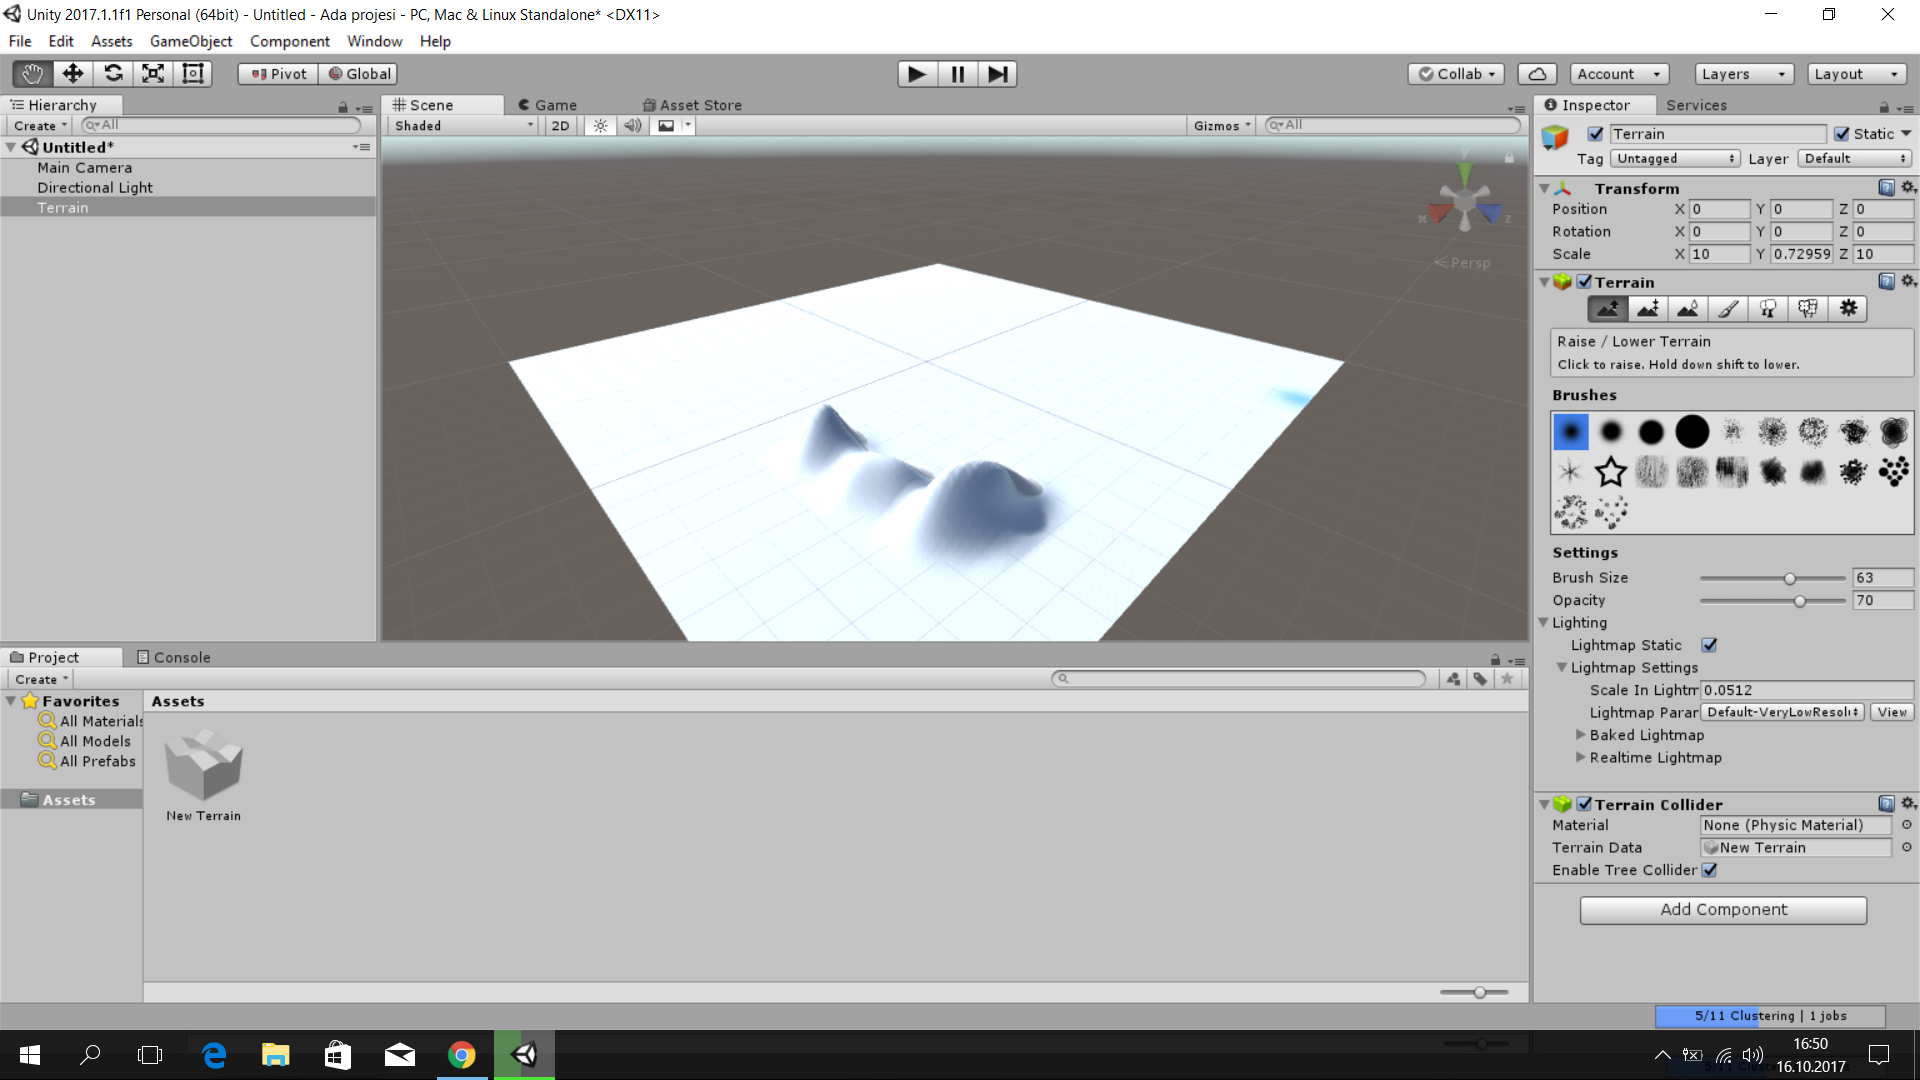 Unity 2017.1.1f1 Personal (64bit) - Untitled - Ada projesi - PC, Mac & Linux Standalone* <DX11>
File Edit Assets GameObject Component Window Help
Pivot Global Collab Account Layers Layout
Hierarchy
Create All
Untitled*
Main Camera
Directional Light
Terrain
Scene Game Asset Store
Shaded 2D Gizmos All
y
x z
Persp
Inspector Services
Terrain Static
Tag Untagged Layer Default
Transform
Position X 0 Y 0 Z 0
Rotation X 0 Y 0 Z 0
Scale X 10 Y 0.72959 Z 10
Terrain
Raise / Lower Terrain
Click to raise. Hold down shift to lower.
Brushes
Settings
Brush Size 63
Opacity 70
Lighting
Lightmap Static
Lightmap Settings
Scale In Lightm 0.0512
Lightmap Parar Default-VeryLowResolu View
Baked Lightmap
Realtime Lightmap
Terrain Collider
Material None (Physic Material)
Terrain Data New Terrain
Enable Tree Collider
Add Component
Project Console
Create
Favorites
All Materials
All Models
All Prefabs
Assets
Assets
New Terrain
5/11 Clustering | 1 jobs
16:50
16.10.2017